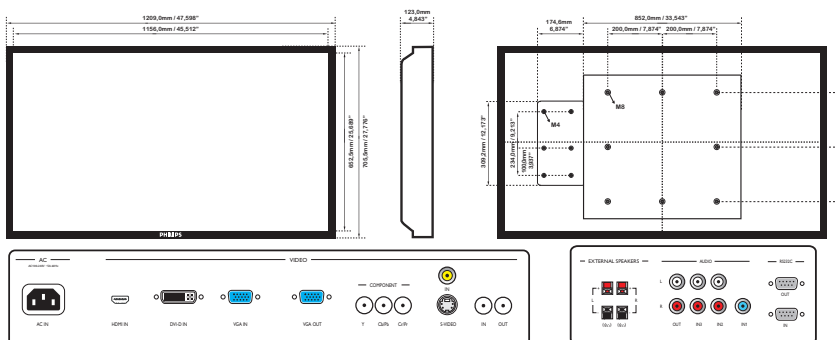 1209,0mm / 47,598"
1156,0mm / 45,512"
652,5mm / 25,689"
705,5mm / 27,776"
PHILIPS
123,0mm
4,843"
174,6mm
6,874"
852,0mm / 33,543"
200,0mm / 7,874"
200,0mm / 7,874"
M8
M4
309,2mm / 12,173"
234,0mm / 9,213"
100,0mm
3,937"
AC
VIDEO
COMPONENT
IN
AC IN
HDMI IN
DVI-D IN
VGA IN
VGA OUT
Y
Cb/Pb
Cr/Pr
S-VIDEO
IN
OUT
EXTERNAL SPEAKERS
AUDIO
RS232C
L
R
L
R
OUT
IN3
IN2
IN1
OUT
IN